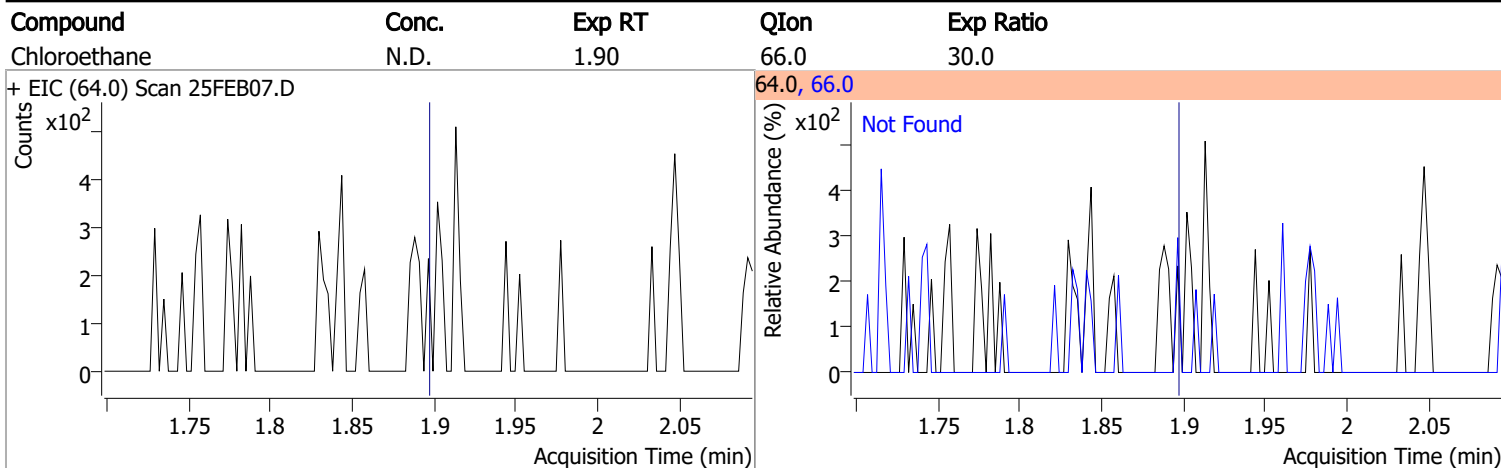 Compound Conc. Exp RT QIon Exp Ratio
Chloroethane N.D. 1.90 66.0 30.0
+ EIC (64.0) Scan 25FEB07.D
Counts
x10²
4
3
2
1
0
1.75 1.8 1.85 1.9 1.95 2 2.05
Acquisition Time (min)
64.0, 66.0
Relative Abundance (%)
x10²
Not Found
4
3
2
1
0
1.75 1.8 1.85 1.9 1.95 2 2.05
Acquisition Time (min)